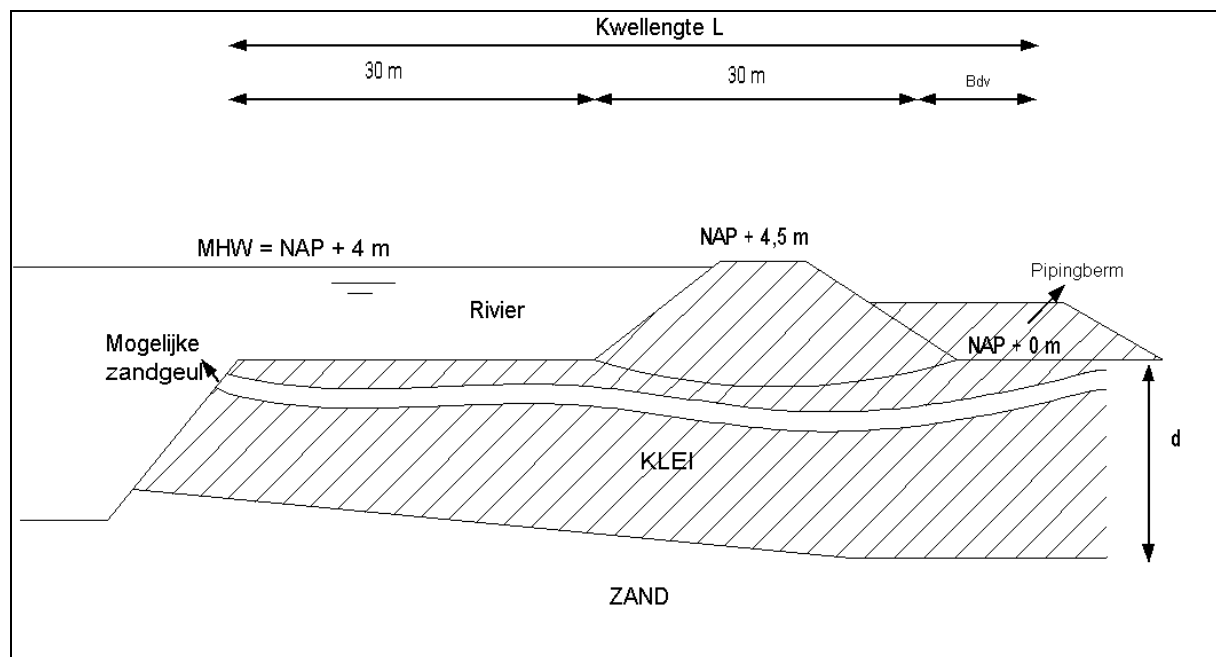 Kwellengte L
30 m
30 m
Bdv
MHW = NAP + 4 m
NAP + 4,5 m
Pipingberm
Rivier
Mogelijke
zandgeul
NAP + 0 m
d
KLEI
ZAND